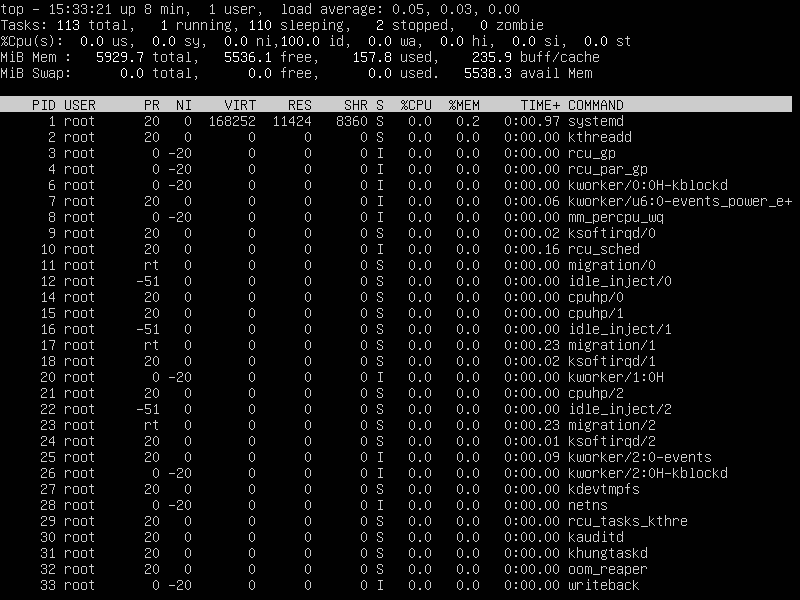 top - 15:33:21 up 8 min,  1 user,  load average: 0.05, 0.03, 0.00
Tasks: 113 total,   1 running, 110 sleeping,   2 stopped,   0 zombie
%Cpu(s):  0.0 us,  0.0 sy,  0.0 ni,100.0 id,  0.0 wa,  0.0 hi,  0.0 si,  0.0 st
MiB Mem :   5929.7 total,   5536.1 free,    157.8 used,    235.9 buff/cache
MiB Swap:      0.0 total,      0.0 free,      0.0 used.   5538.3 avail Mem
    PID USER      PR  NI    VIRT    RES    SHR S  %CPU  %MEM     TIME+ COMMAND
      1 root      20   0  168252  11424   8360 S   0.0   0.2   0:00.97 systemd
      2 root      20   0       0      0      0 S   0.0   0.0   0:00.00 kthreadd
      3 root       0 -20       0      0      0 I   0.0   0.0   0:00.00 rcu_gp
      4 root       0 -20       0      0      0 I   0.0   0.0   0:00.00 rcu_par_gp
      6 root       0 -20       0      0      0 I   0.0   0.0   0:00.00 kworker/0:0H-kblockd
      7 root      20   0       0      0      0 I   0.0   0.0   0:00.06 kworker/u6:0-events_power_e+
      8 root       0 -20       0      0      0 I   0.0   0.0   0:00.00 mm_percpu_wq
      9 root      20   0       0      0      0 S   0.0   0.0   0:00.02 ksoftirqd/0
     10 root      20   0       0      0      0 I   0.0   0.0   0:00.16 rcu_sched
     11 root      rt   0       0      0      0 S   0.0   0.0   0:00.00 migration/0
     12 root     -51   0       0      0      0 S   0.0   0.0   0:00.00 idle_inject/0
     14 root      20   0       0      0      0 S   0.0   0.0   0:00.00 cpuhp/0
     15 root      20   0       0      0      0 S   0.0   0.0   0:00.00 cpuhp/1
     16 root     -51   0       0      0      0 S   0.0   0.0   0:00.00 idle_inject/1
     17 root      rt   0       0      0      0 S   0.0   0.0   0:00.23 migration/1
     18 root      20   0       0      0      0 S   0.0   0.0   0:00.02 ksoftirqd/1
     20 root       0 -20       0      0      0 I   0.0   0.0   0:00.00 kworker/1:0H
     21 root      20   0       0      0      0 S   0.0   0.0   0:00.00 cpuhp/2
     22 root     -51   0       0      0      0 S   0.0   0.0   0:00.00 idle_inject/2
     23 root      rt   0       0      0      0 S   0.0   0.0   0:00.23 migration/2
     24 root      20   0       0      0      0 S   0.0   0.0   0:00.01 ksoftirqd/2
     25 root      20   0       0      0      0 I   0.0   0.0   0:00.09 kworker/2:0-events
     26 root       0 -20       0      0      0 I   0.0   0.0   0:00.00 kworker/2:0H-kblockd
     27 root      20   0       0      0      0 S   0.0   0.0   0:00.00 kdevtmpfs
     28 root       0 -20       0      0      0 I   0.0   0.0   0:00.00 netns
     29 root      20   0       0      0      0 S   0.0   0.0   0:00.00 rcu_tasks_kthre
     30 root      20   0       0      0      0 S   0.0   0.0   0:00.00 kauditd
     31 root      20   0       0      0      0 S   0.0   0.0   0:00.00 khungtaskd
     32 root      20   0       0      0      0 S   0.0   0.0   0:00.00 oom_reaper
     33 root       0 -20       0      0      0 I   0.0   0.0   0:00.00 writeback